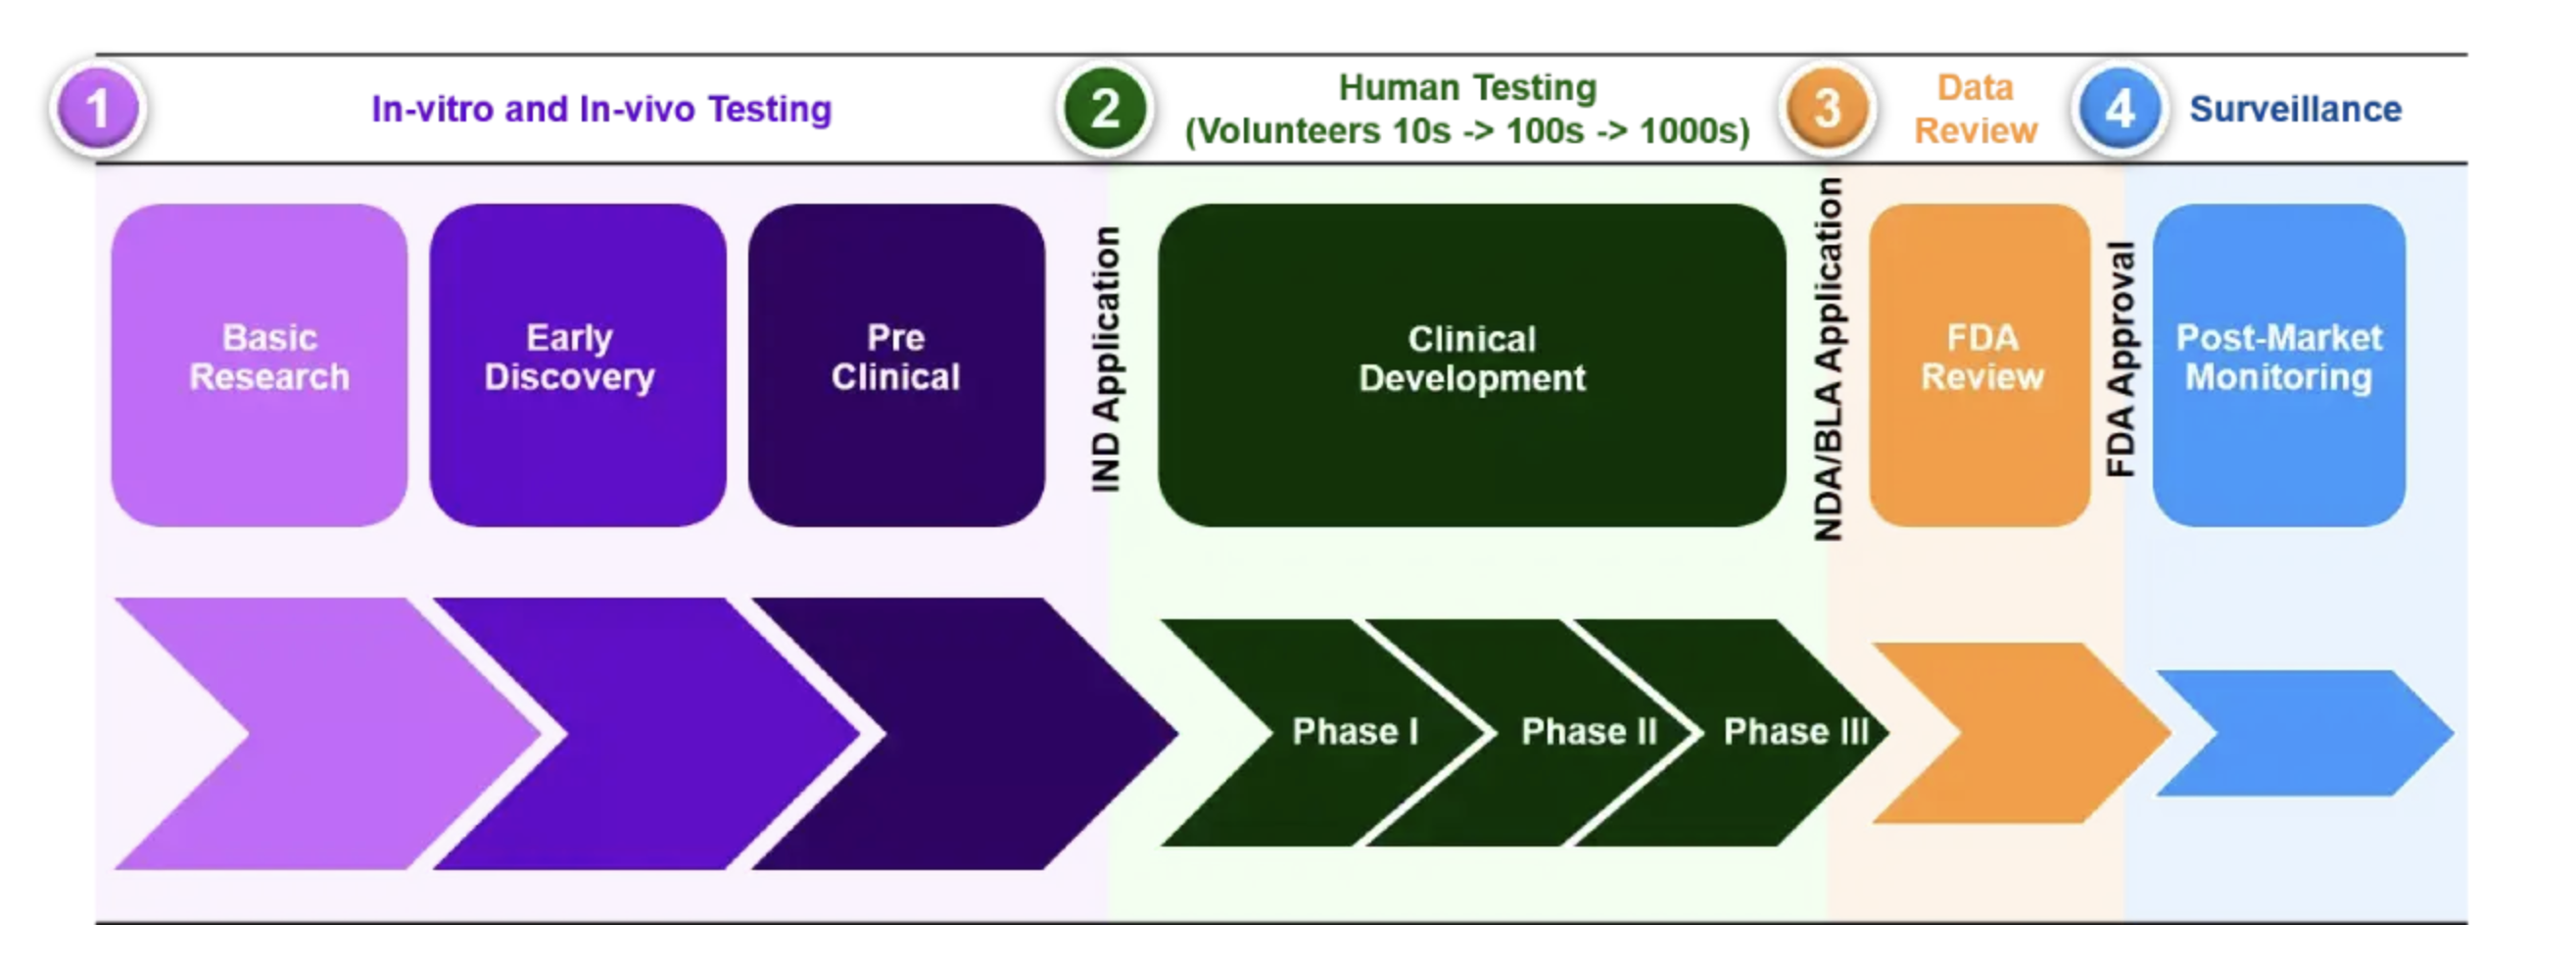 1
In-vitro and In-vivo Testing
2
Human Testing
(Volunteers 10s -> 100s -> 1000s)
3
Data
Review
4
Surveillance
Basic
Research
Early
Discovery
Pre
Clinical
IND Application
Clinical
Development
NDA/BLA Application
FDA
Review
FDA Approval
Post-Market
Monitoring
Phase I
Phase II
Phase III